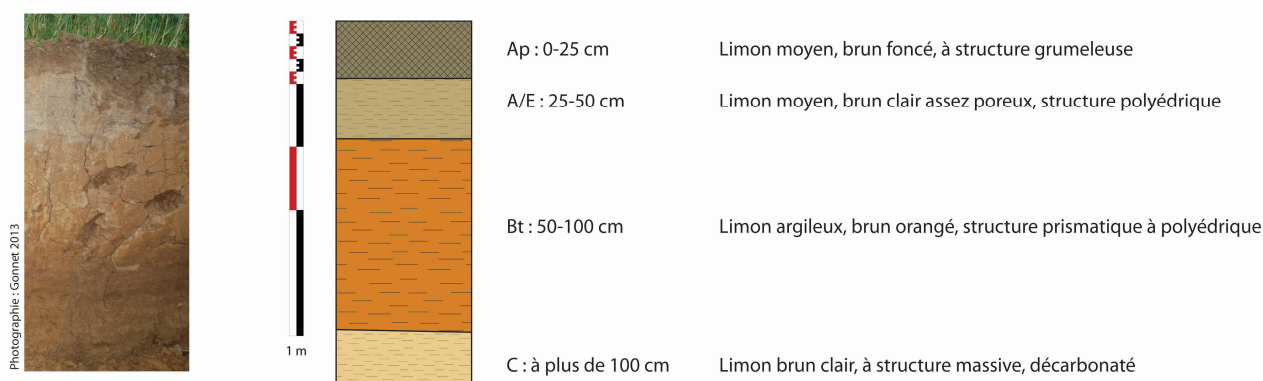 Ap : 0-25 cm Limon moyen, brun foncé, à structure grumeleuse
A/E : 25-50 cm Limon moyen, brun clair assez poreux, structure polyédrique
Bt : 50-100 cm Limon argileux, brun orangé, structure prismatique à polyédrique
C : à plus de 100 cm Limon brun clair, à structure massive, décarbonaté
1 m
Photographie : Gonnet 2013